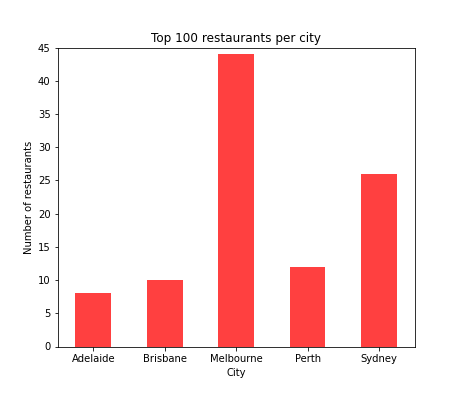 Top 100 restaurants per city
Number of restaurants
45
40
35
30
25
20
15
10
5
0
Adelaide Brisbane Melbourne Perth Sydney
City